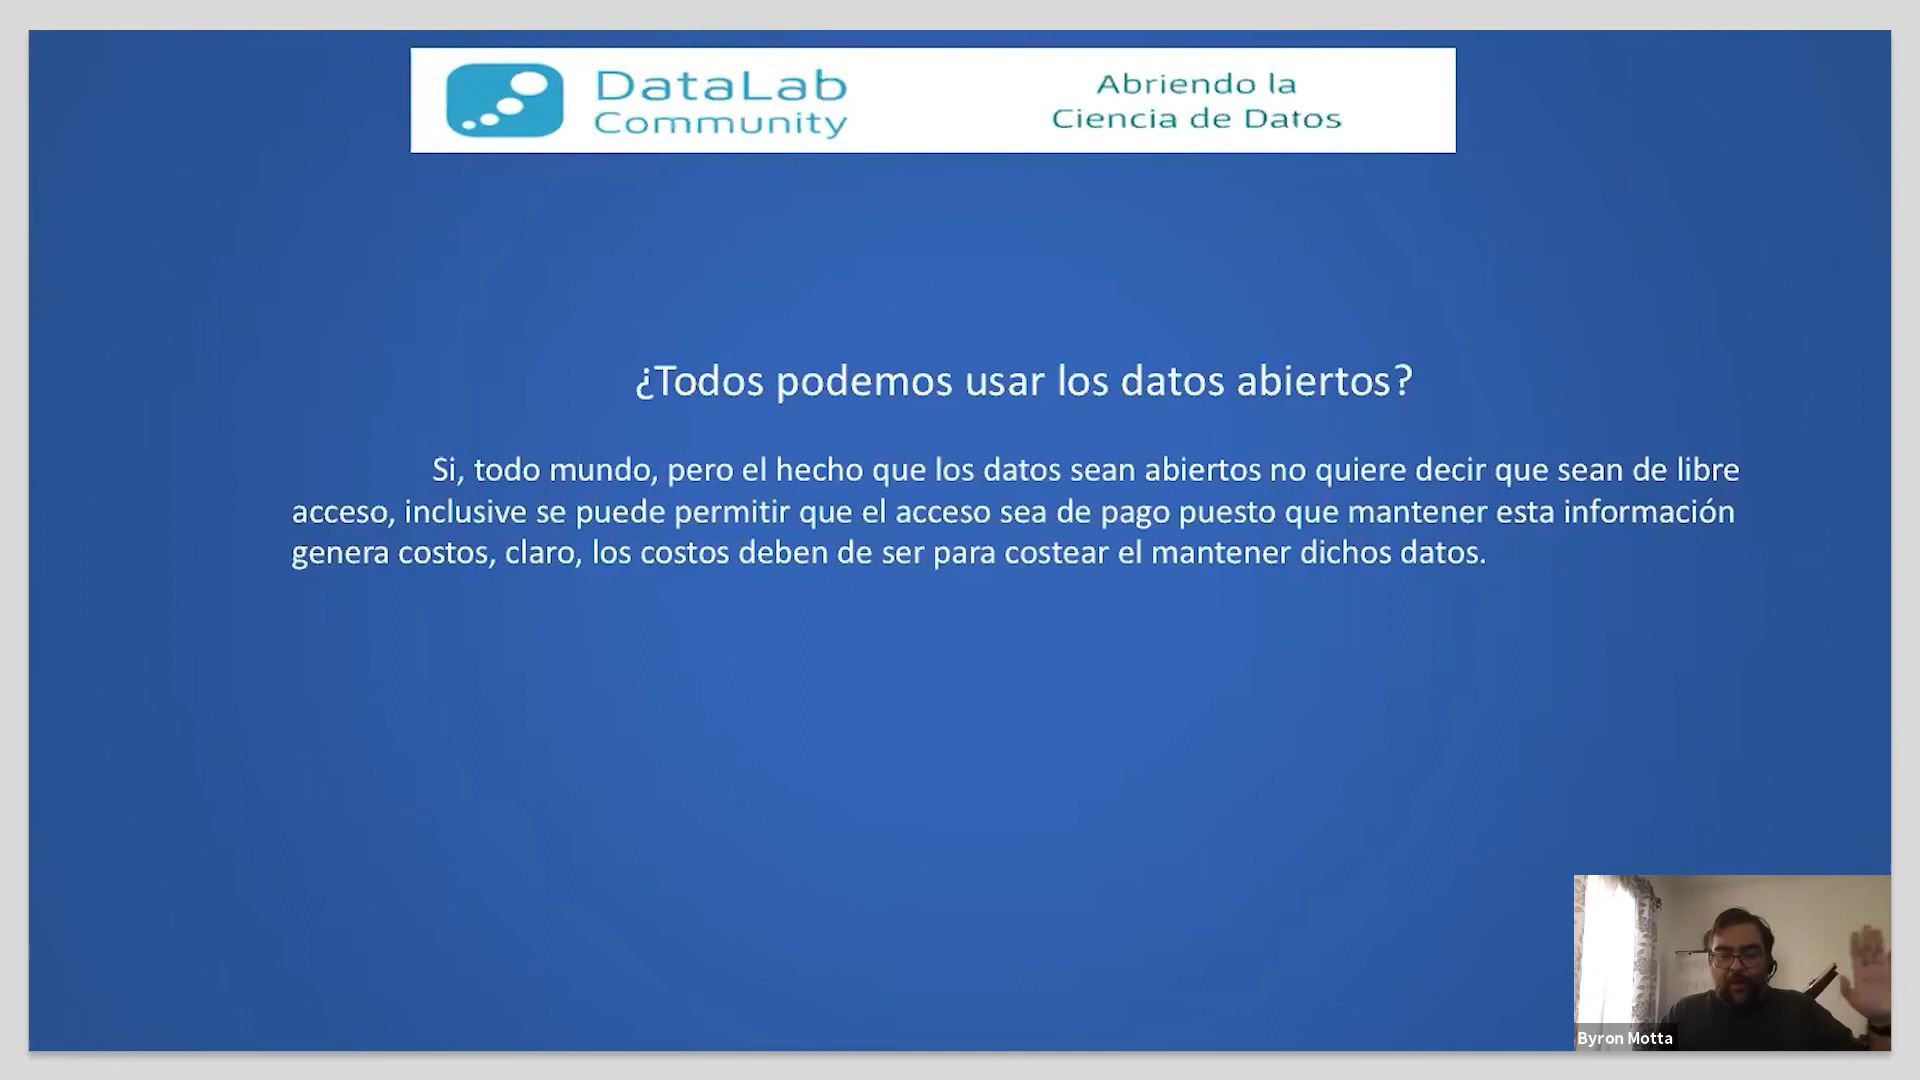 DataLab
Community
Abriendo la
Ciencia de Datos
¿Todos podemos usar los datos abiertos?
Si, todo mundo, pero el hecho que los datos sean abiertos no quiere decir que sean de libre
acceso, inclusive se puede permitir que el acceso sea de pago puesto que mantener esta información
genera costos, claro, los costos deben de ser para costear el mantener dichos datos.
Byron Motta